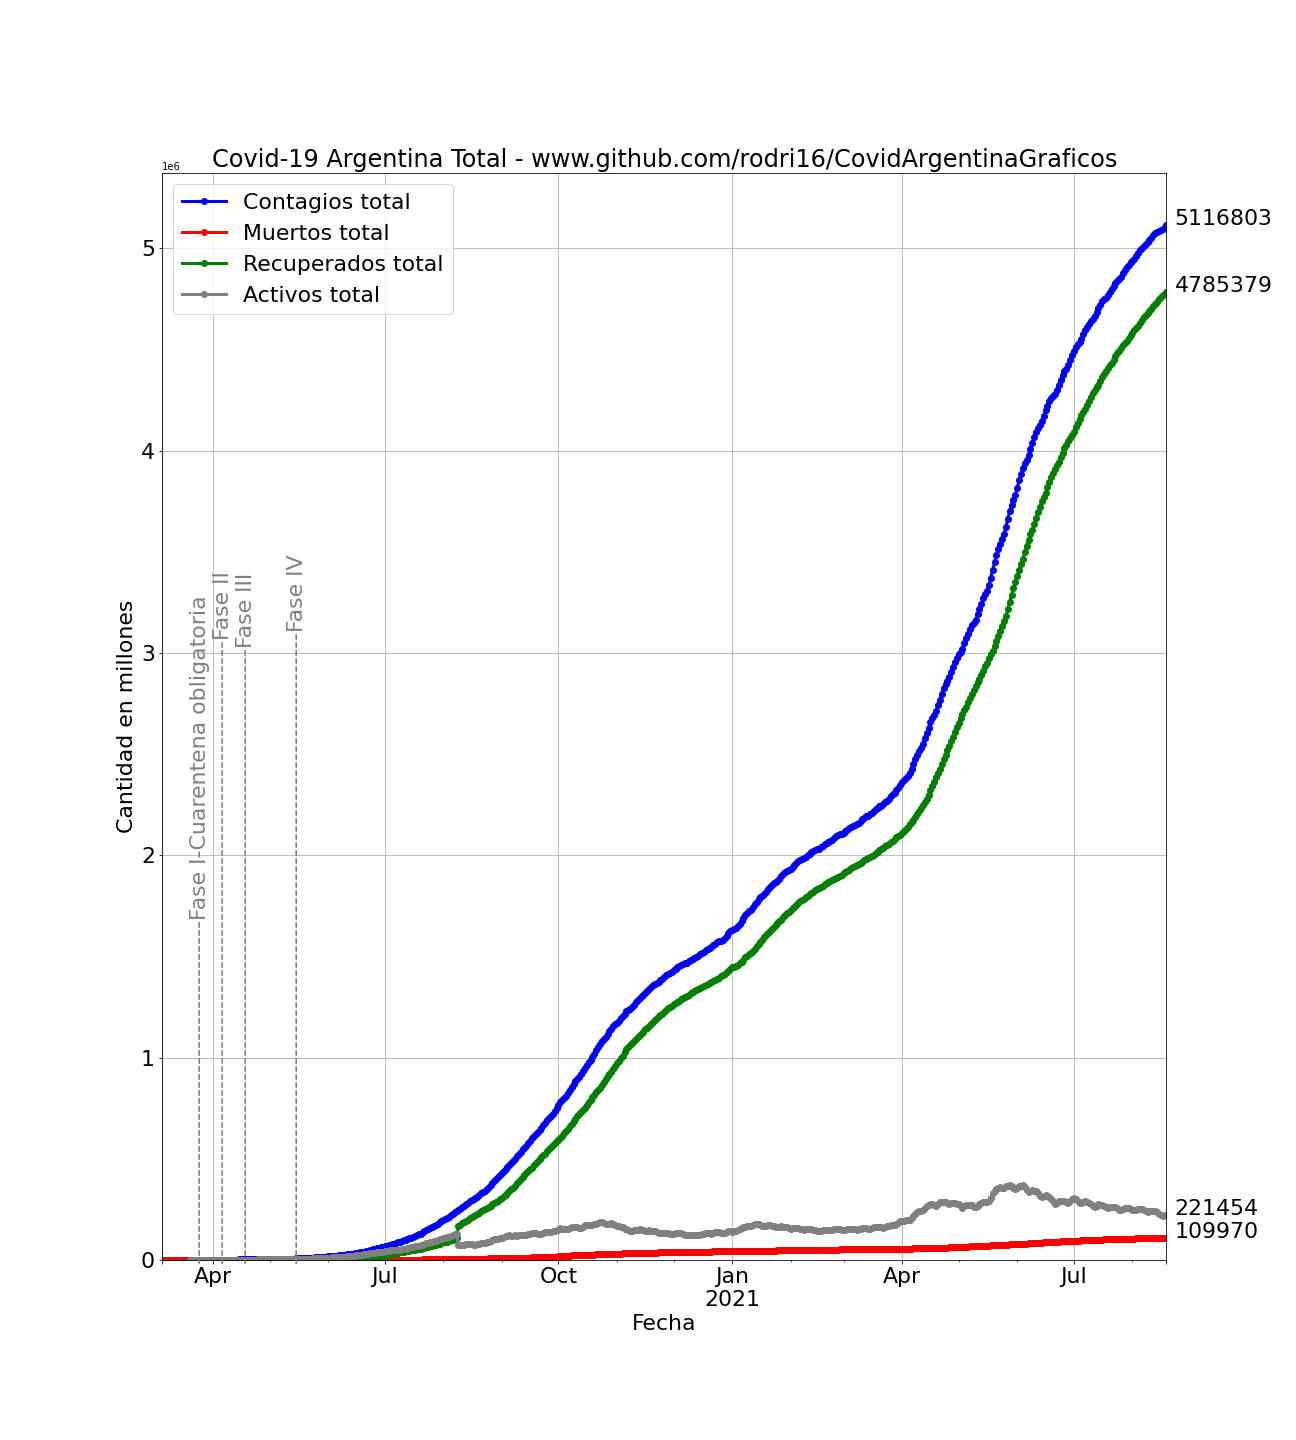 Covid-19 Argentina Total - www.github.com/rodri16/CovidArgentinaGraficos
1e6
Contagios total
Muertos total
Recuperados total
Activos total
5116803
4785379
221454
109970
5
4
3
2
1
0
Cantidad en millones
Fase I-Cuarentena obligatoria
Fase II
Fase III
Fase IV
Apr
Jul
Oct
Jan
2021
Apr
Jul
Fecha